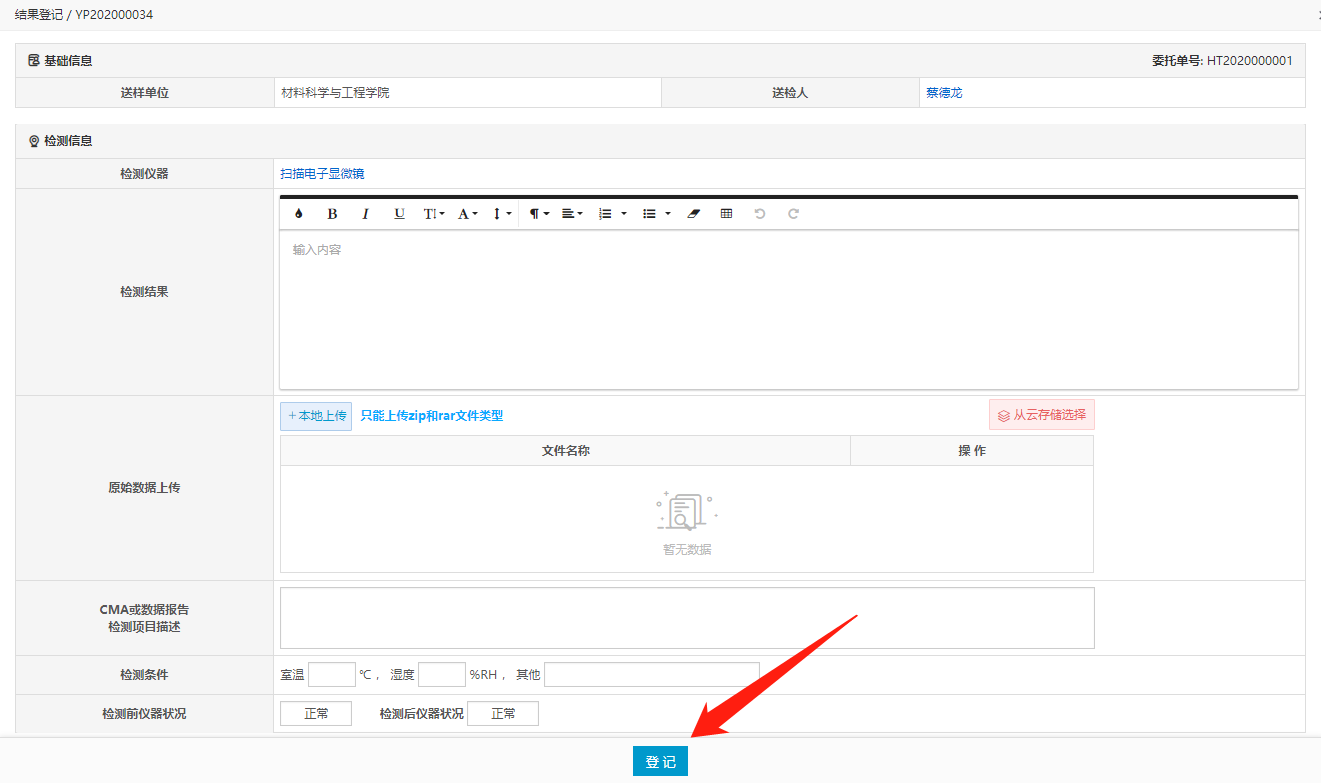 结果登记 / YP202000034
基础信息 委托单号: HT2020000001
送样单位 材料科学与工程学院 送检人 蔡德龙
检测信息
检测仪器 扫描电子显微镜
检测结果
输入内容
原始数据上传
+本地上传 只能上传zip和rar文件类型 从云存储选择
文件名称 操 作
暂无数据
CMA或数据报告
检测项目描述
检测条件 室温 ℃， 湿度 %RH， 其他
检测前仪器状况 正常 检测后仪器状况 正常
登 记